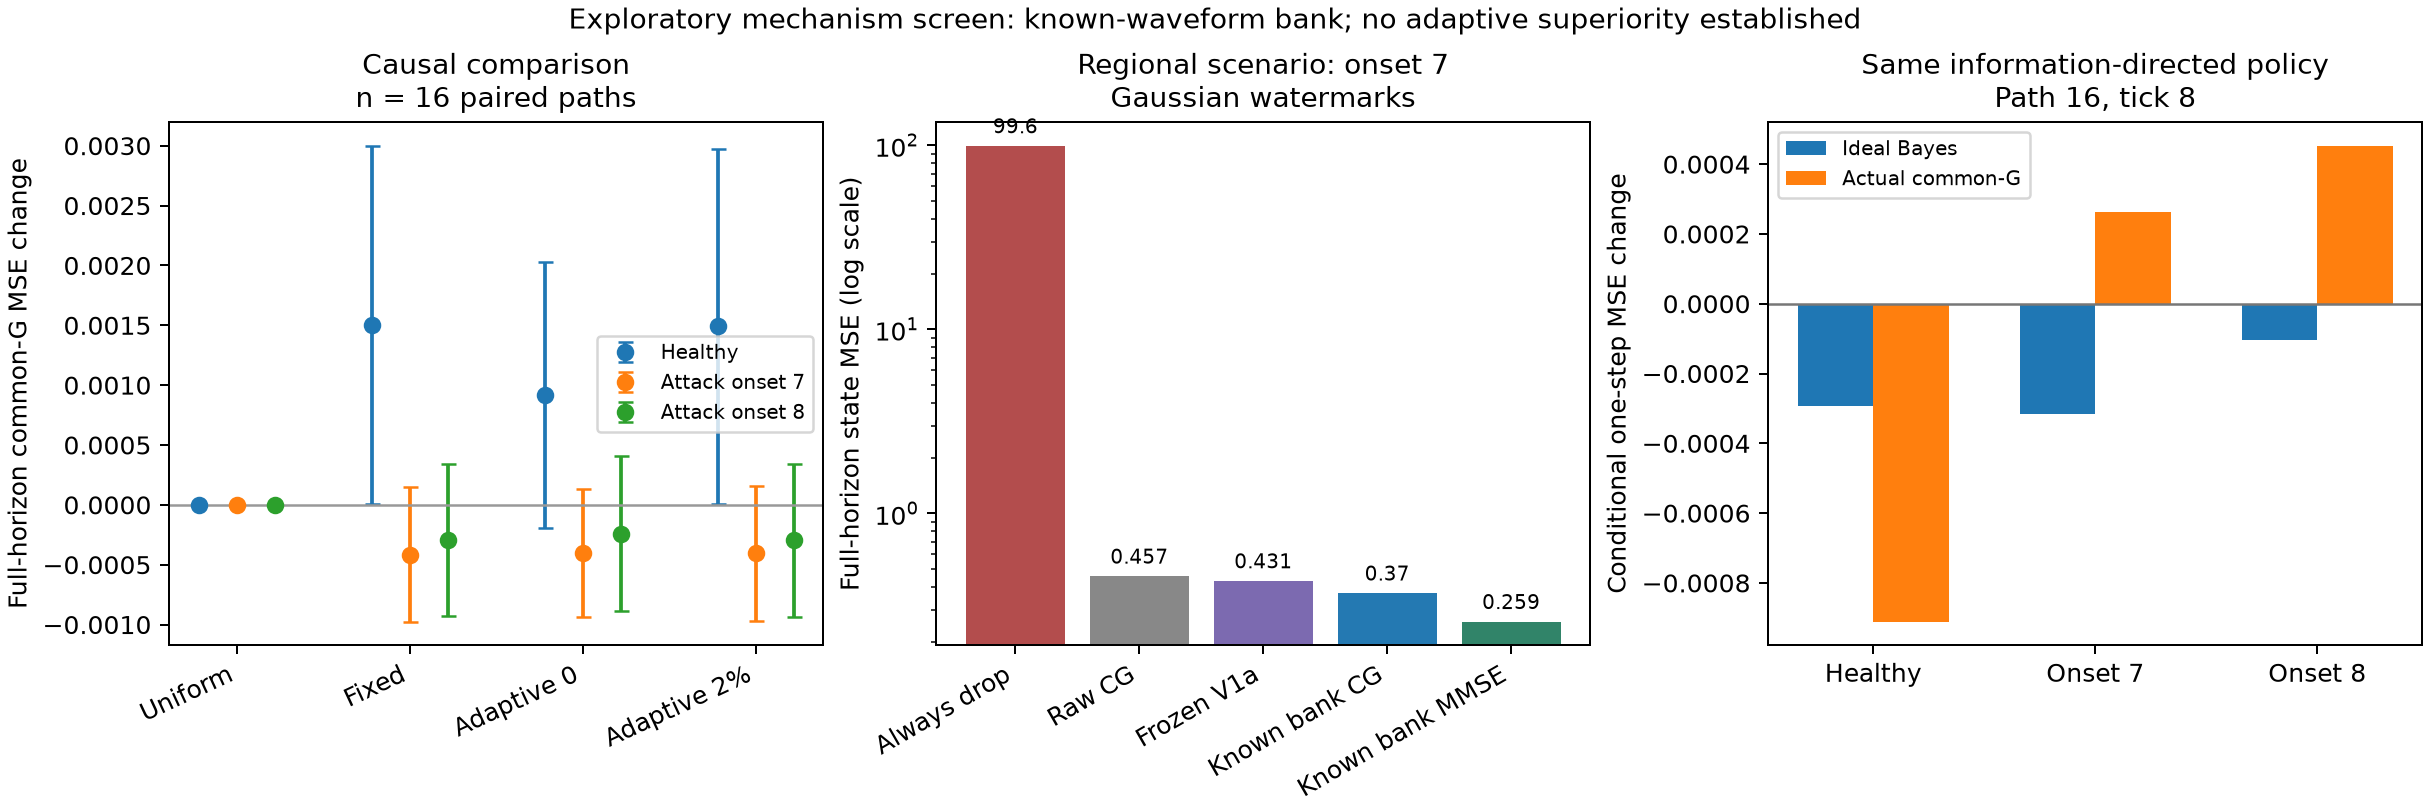 Exploratory mechanism screen: known-waveform bank; no adaptive superiority established
Causal comparison
n = 16 paired paths
Full-horizon common-G MSE change
0.0030
0.0025
0.0020
0.0015
0.0010
0.0005
0.0000
−0.0005
−0.0010
Healthy
Attack onset 7
Attack onset 8
Uniform
Fixed
Adaptive 0
Adaptive 2%
Regional scenario: onset 7
Gaussian watermarks
Full-horizon state MSE (log scale)
10²
10¹
10⁰
99.6
0.457
0.431
0.37
0.259
Always drop
Raw CG
Frozen V1a
Known bank CG
Known bank MMSE
Same information-directed policy
Path 16, tick 8
Conditional one-step MSE change
0.0004
0.0002
0.0000
−0.0002
−0.0004
−0.0006
−0.0008
Ideal Bayes
Actual common-G
Healthy
Onset 7
Onset 8